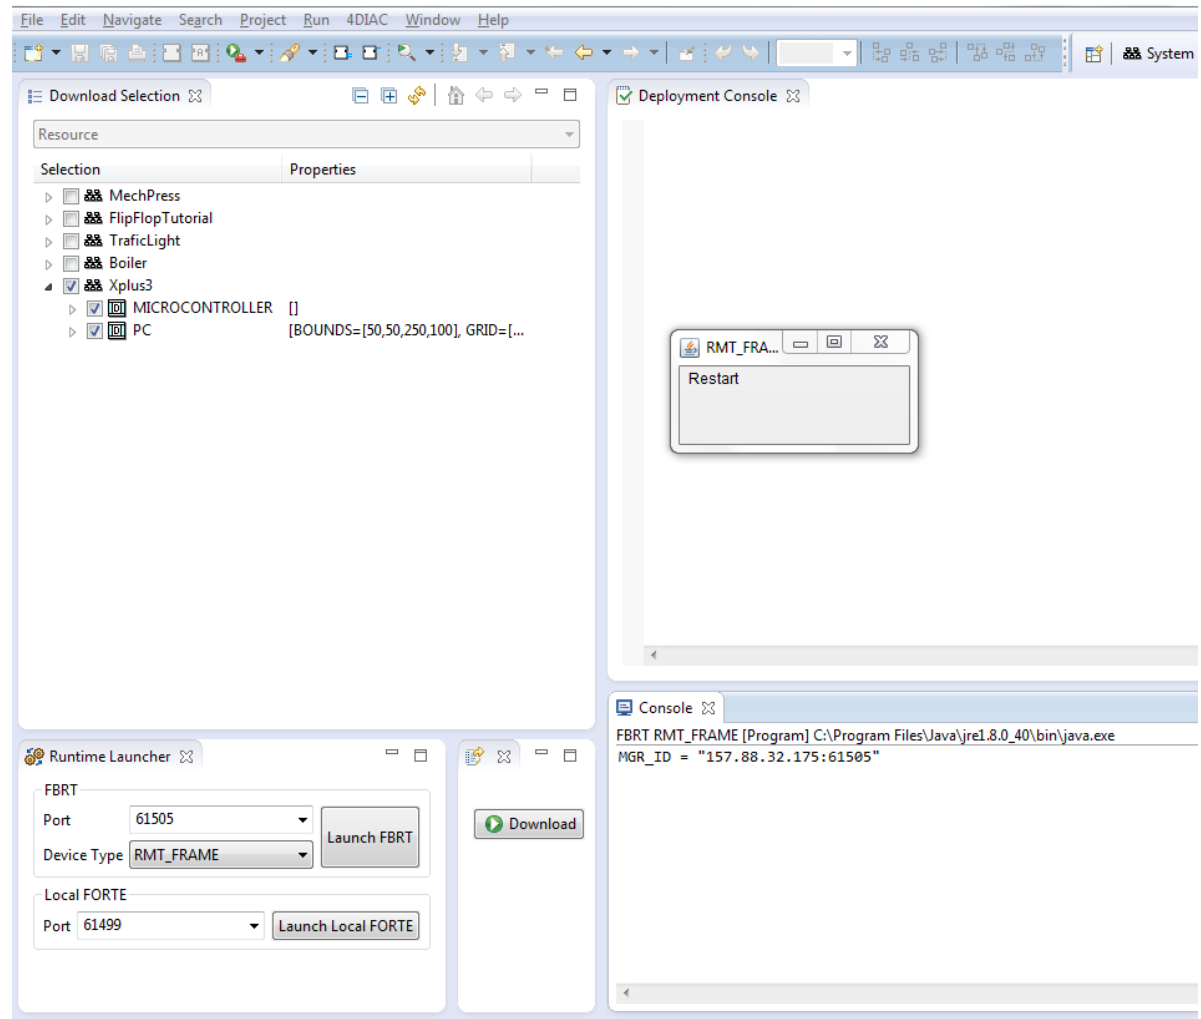 File Edit Navigate Search Project Run 4DIAC Window Help
System
Download Selection
Resource
Selection Properties
MechPress
FlipFlopTutorial
TraficLight
Boiler
Xplus3
MICROCONTROLLER []
PC [BOUNDS=[50,50,250,100], GRID=[...
Deployment Console
RMT_FRA...
Restart
Runtime Launcher
FBRT
Port 61505
Launch FBRT
Device Type RMT_FRAME
Local FORTE
Port 61499 Launch Local FORTE
Download
Console
FBRT RMT_FRAME [Program] C:\Program Files\Java\jre1.8.0_40\bin\java.exe
MGR_ID = "157.88.32.175:61505"